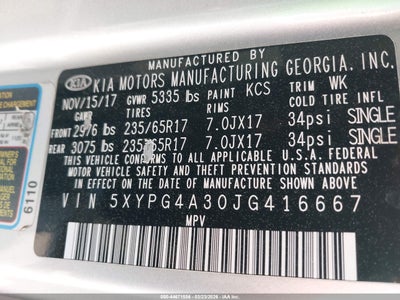 MANUFACTURED BY
KIA KIA MOTORS MANUFACTURING GEORGIA, INC.
NOV/15/17 GVWR 5335 lbs PAINT KCS TRIM WK
GAWR TIRES RIMS COLD TIRE PRES.
FRONT 2976 lbs 235/65R17 7.0JX17 34psi SINGLE
REAR 3075 lbs 235/65R17 7.0JX17 34psi SINGLE
THIS VEHICLE CONFORMS TO ALL APPLICABLE U.S.A. FEDERAL
MOTOR VEHICLE SAFETY AND THEFT PREVENTION STANDARDS
IN EFFECT ON THE DATE OF MANUFACTURE SHOWN ABOVE.
VIN 5XYPG4A30JG416667
MPV
6110